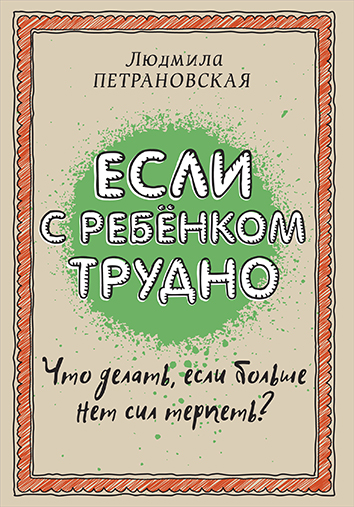 Людмила
ПЕТРАНОВСКАЯ
ЕСЛИ
С РЕБЁНКОМ
ТРУДНО
Что делать, если больше
нет сил терпеть?